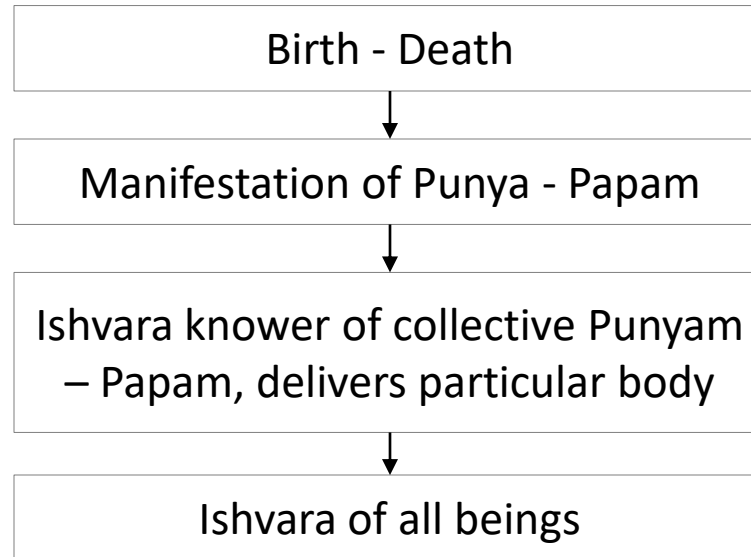 Birth - Death
Manifestation of Punya - Papam
Ishvara knower of collective Punyam
– Papam, delivers particular body
Ishvara of all beings